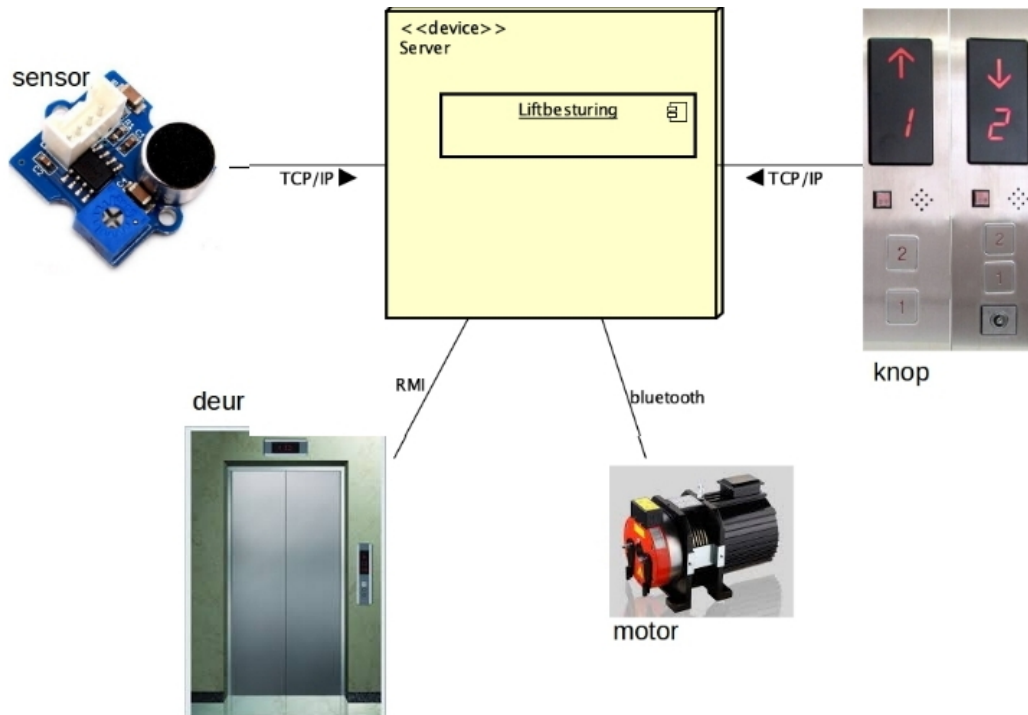 <<device>>
Server
sensor
Liftbesturing
TCP/IP
TCP/IP
1
2
2
1
2
1
knop
RMI
bluetooth
deur
motor